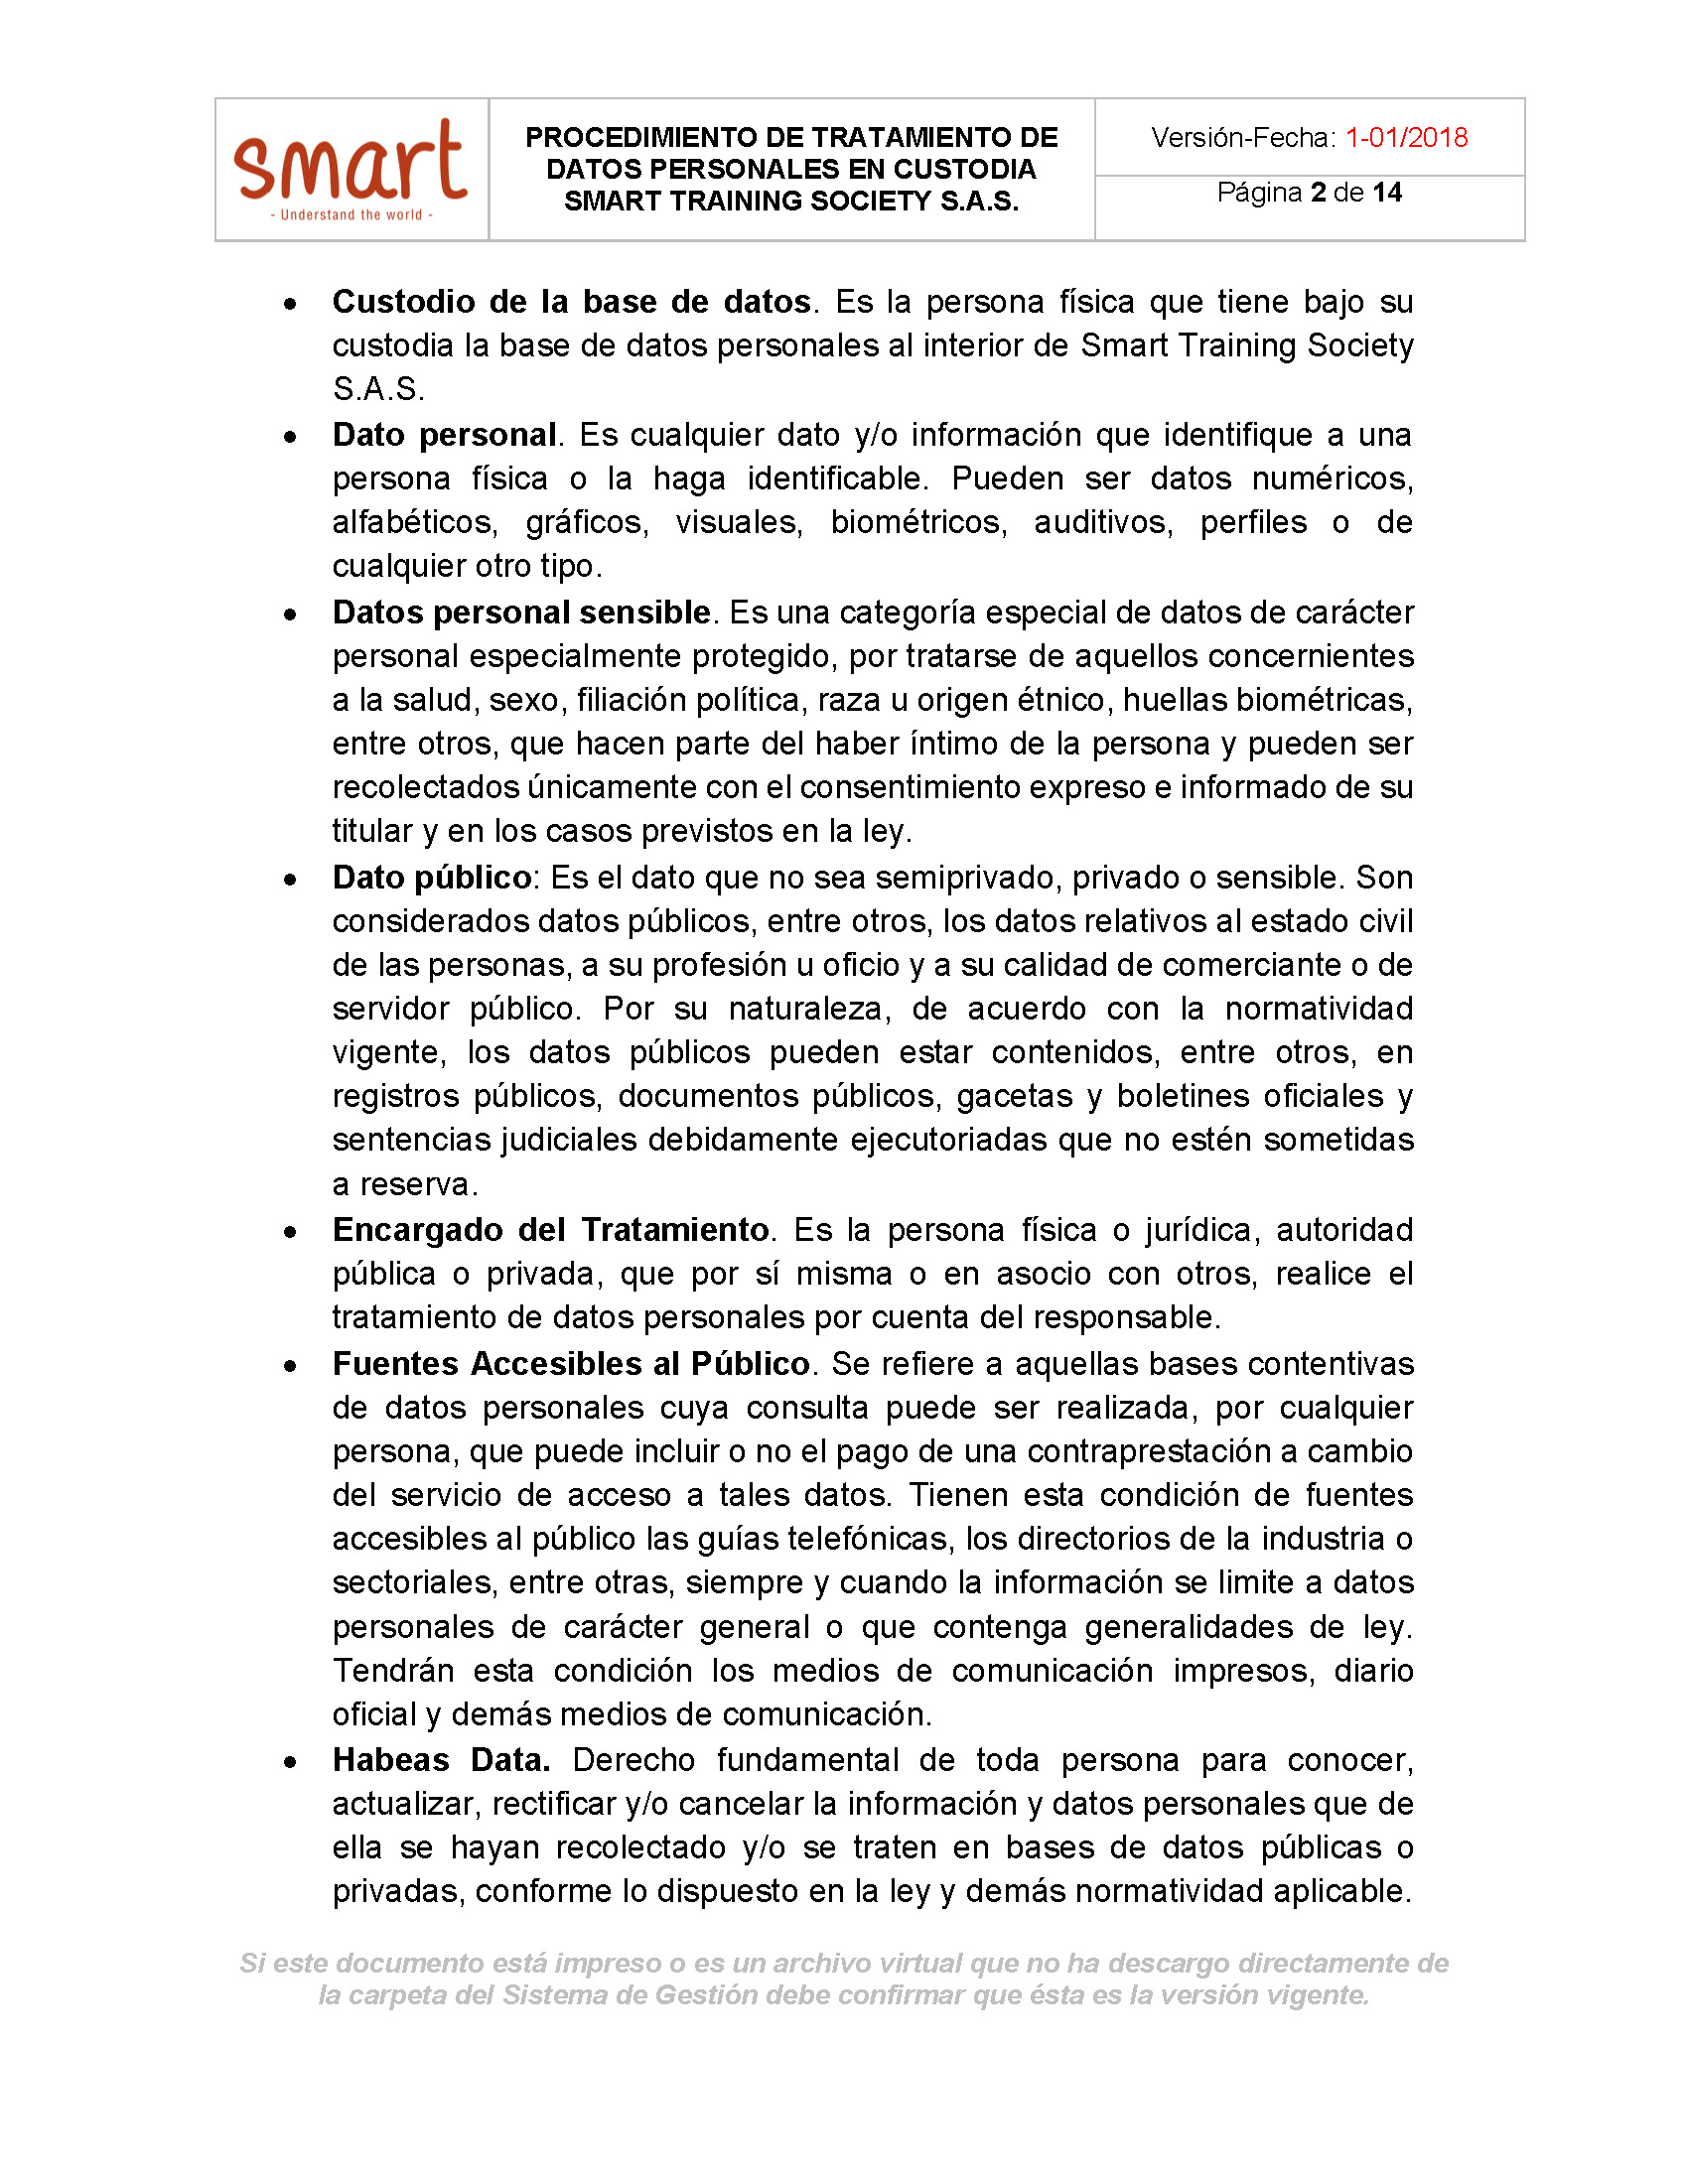 smart
- Understand the world -
PROCEDIMIENTO DE TRATAMIENTO DE
DATOS PERSONALES EN CUSTODIA
SMART TRAINING SOCIETY S.A.S.
Versión-Fecha: 1-01/2018
Página 2 de 14
• Custodio de la base de datos. Es la persona física que tiene bajo su
custodia la base de datos personales al interior de Smart Training Society
S.A.S.
• Dato personal. Es cualquier dato y/o información que identifique a una
persona física o la haga identificable. Pueden ser datos numéricos,
alfabéticos, gráficos, visuales, biométricos, auditivos, perfiles o de
cualquier otro tipo.
• Datos personal sensible. Es una categoría especial de datos de carácter
personal especialmente protegido, por tratarse de aquellos concernientes
a la salud, sexo, filiación política, raza u origen étnico, huellas biométricas,
entre otros, que hacen parte del haber íntimo de la persona y pueden ser
recolectados únicamente con el consentimiento expreso e informado de su
titular y en los casos previstos en la ley.
• Dato público: Es el dato que no sea semiprivado, privado o sensible. Son
considerados datos públicos, entre otros, los datos relativos al estado civil
de las personas, a su profesión u oficio y a su calidad de comerciante o de
servidor público. Por su naturaleza, de acuerdo con la normatividad
vigente, los datos públicos pueden estar contenidos, entre otros, en
registros públicos, documentos públicos, gacetas y boletines oficiales y
sentencias judiciales debidamente ejecutoriadas que no estén sometidas
a reserva.
• Encargado del Tratamiento. Es la persona física o jurídica, autoridad
pública o privada, que por sí misma o en asocio con otros, realice el
tratamiento de datos personales por cuenta del responsable.
• Fuentes Accesibles al Público. Se refiere a aquellas bases contentivas
de datos personales cuya consulta puede ser realizada, por cualquier
persona, que puede incluir o no el pago de una contraprestación a cambio
del servicio de acceso a tales datos. Tienen esta condición de fuentes
accesibles al público las guías telefónicas, los directorios de la industria o
sectoriales, entre otras, siempre y cuando la información se limite a datos
personales de carácter general o que contenga generalidades de ley.
Tendrán esta condición los medios de comunicación impresos, diario
oficial y demás medios de comunicación.
• Habeas Data. Derecho fundamental de toda persona para conocer,
actualizar, rectificar y/o cancelar la información y datos personales que de
ella se hayan recolectado y/o se traten en bases de datos públicas o
privadas, conforme lo dispuesto en la ley y demás normatividad aplicable.
Si este documento está impreso o es un archivo virtual que no ha descargo directamente de
la carpeta del Sistema de Gestión debe confirmar que ésta es la versión vigente.